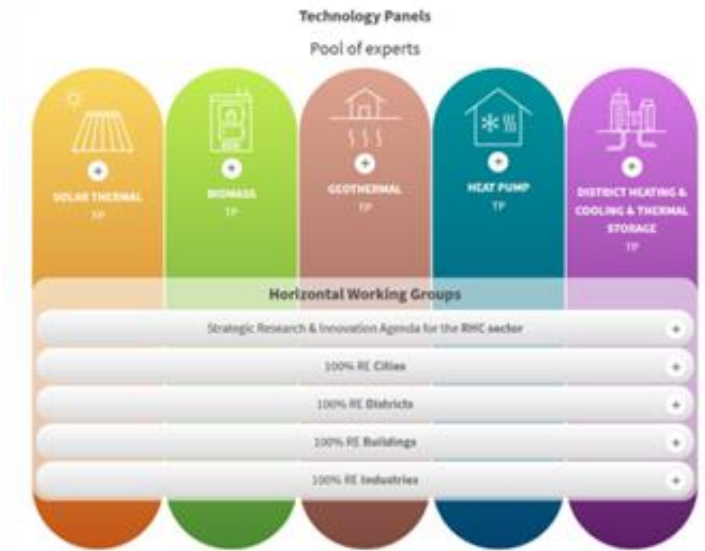 Technology Panels
Pool of experts
SOLAR THERMAL
TP
BIOMASS
TP
GEOTHERMAL
TP
HEAT PUMP
TP
DISTRICT HEATING &
COOLING & THERMAL
STORAGE
TP
Horizontal Working Groups
Strategic Research & Innovation Agenda for the RHC sector
100% RE Cities
100% RE Districts
100% RE Buildings
100% RE Industries